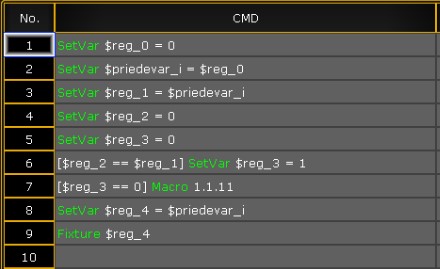 No. CMD
1 SetVar $reg_0 = 0
2 SetVar $priedevar_i = $reg_0
3 SetVar $reg_1 = $priedevar_i
4 SetVar $reg_2 = 0
5 SetVar $reg_3 = 0
6 [$reg_2 == $reg_1] SetVar $reg_3 = 1
7 [$reg_3 == 0] Macro 1.1.11
8 SetVar $reg_4 = $priedevar_i
9 Fixture $reg_4
10